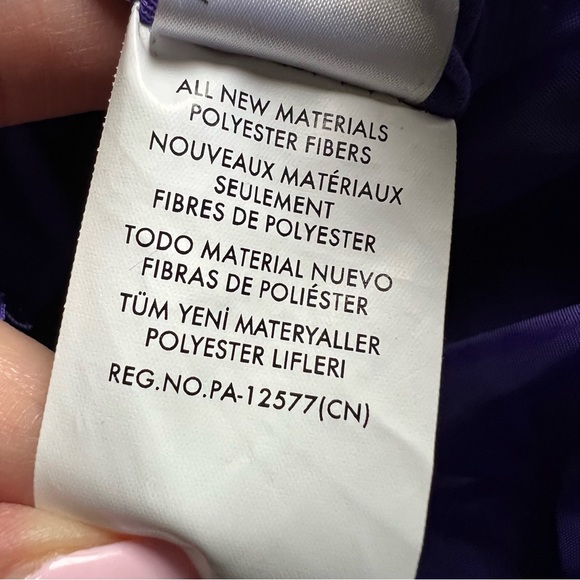 ALL NEW MATERIALS
POLYESTER FIBERS
NOUVEAUX MATÉRIAUX
SEULEMENT
FIBRES DE POLYESTER
TODO MATERIAL NUEVO
FIBRAS DE POLIÉSTER
TÜM YENİ MATERYALLER
POLYESTER LIFLERI
REG.NO.PA-12577(CN)